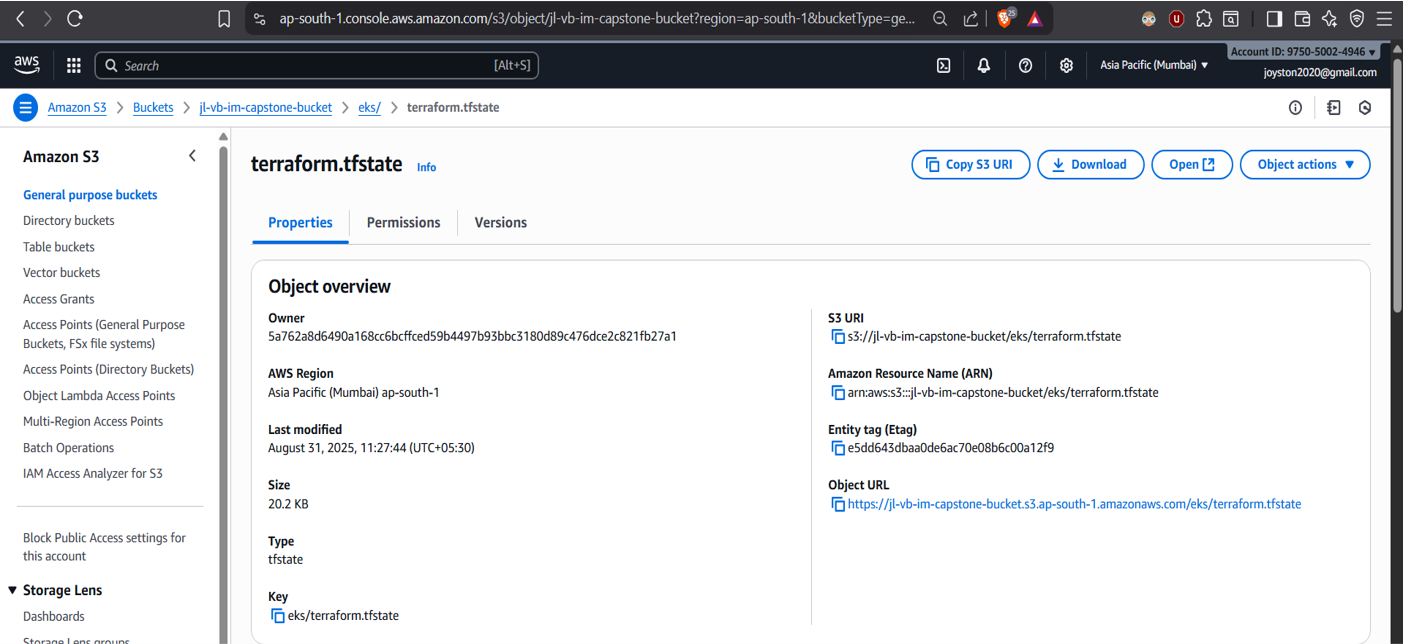 ap-south-1.console.aws.amazon.com/s3/object/jl-vb-im-capstone-bucket?region=ap-south-1&bucketType=ge...
25
U
aws
Search
[Alt+S]
Asia Pacific (Mumbai)
Account ID: 9750-5002-4946
joyston2020@gmail.com
Amazon S3
Buckets
jl-vb-im-capstone-bucket
eks/
terraform.tfstate
Amazon S3
General purpose buckets
Directory buckets
Table buckets
Vector buckets
Access Grants
Access Points (General Purpose
Buckets, FSx file systems)
Access Points (Directory Buckets)
Object Lambda Access Points
Multi-Region Access Points
Batch Operations
IAM Access Analyzer for S3
Block Public Access settings for
this account
Storage Lens
Dashboards
Storage Lens groups
terraform.tfstate
Info
Copy S3 URI
Download
Open
Object actions
Properties
Permissions
Versions
Object overview
Owner
5a762a8d6490a168cc6bcffced59b4497b93bbc3180d89c476dce2c821fb27a1
AWS Region
Asia Pacific (Mumbai) ap-south-1
Last modified
August 31, 2025, 11:27:44 (UTC+05:30)
Size
20.2 KB
Type
tfstate
Key
eks/terraform.tfstate
S3 URI
s3://jl-vb-im-capstone-bucket/eks/terraform.tfstate
Amazon Resource Name (ARN)
arn:aws:s3:::jl-vb-im-capstone-bucket/eks/terraform.tfstate
Entity tag (Etag)
e5dd643dbaa0de6ac70e08b6c00a12f9
Object URL
https://jl-vb-im-capstone-bucket.s3.ap-south-1.amazonaws.com/eks/terraform.tfstate